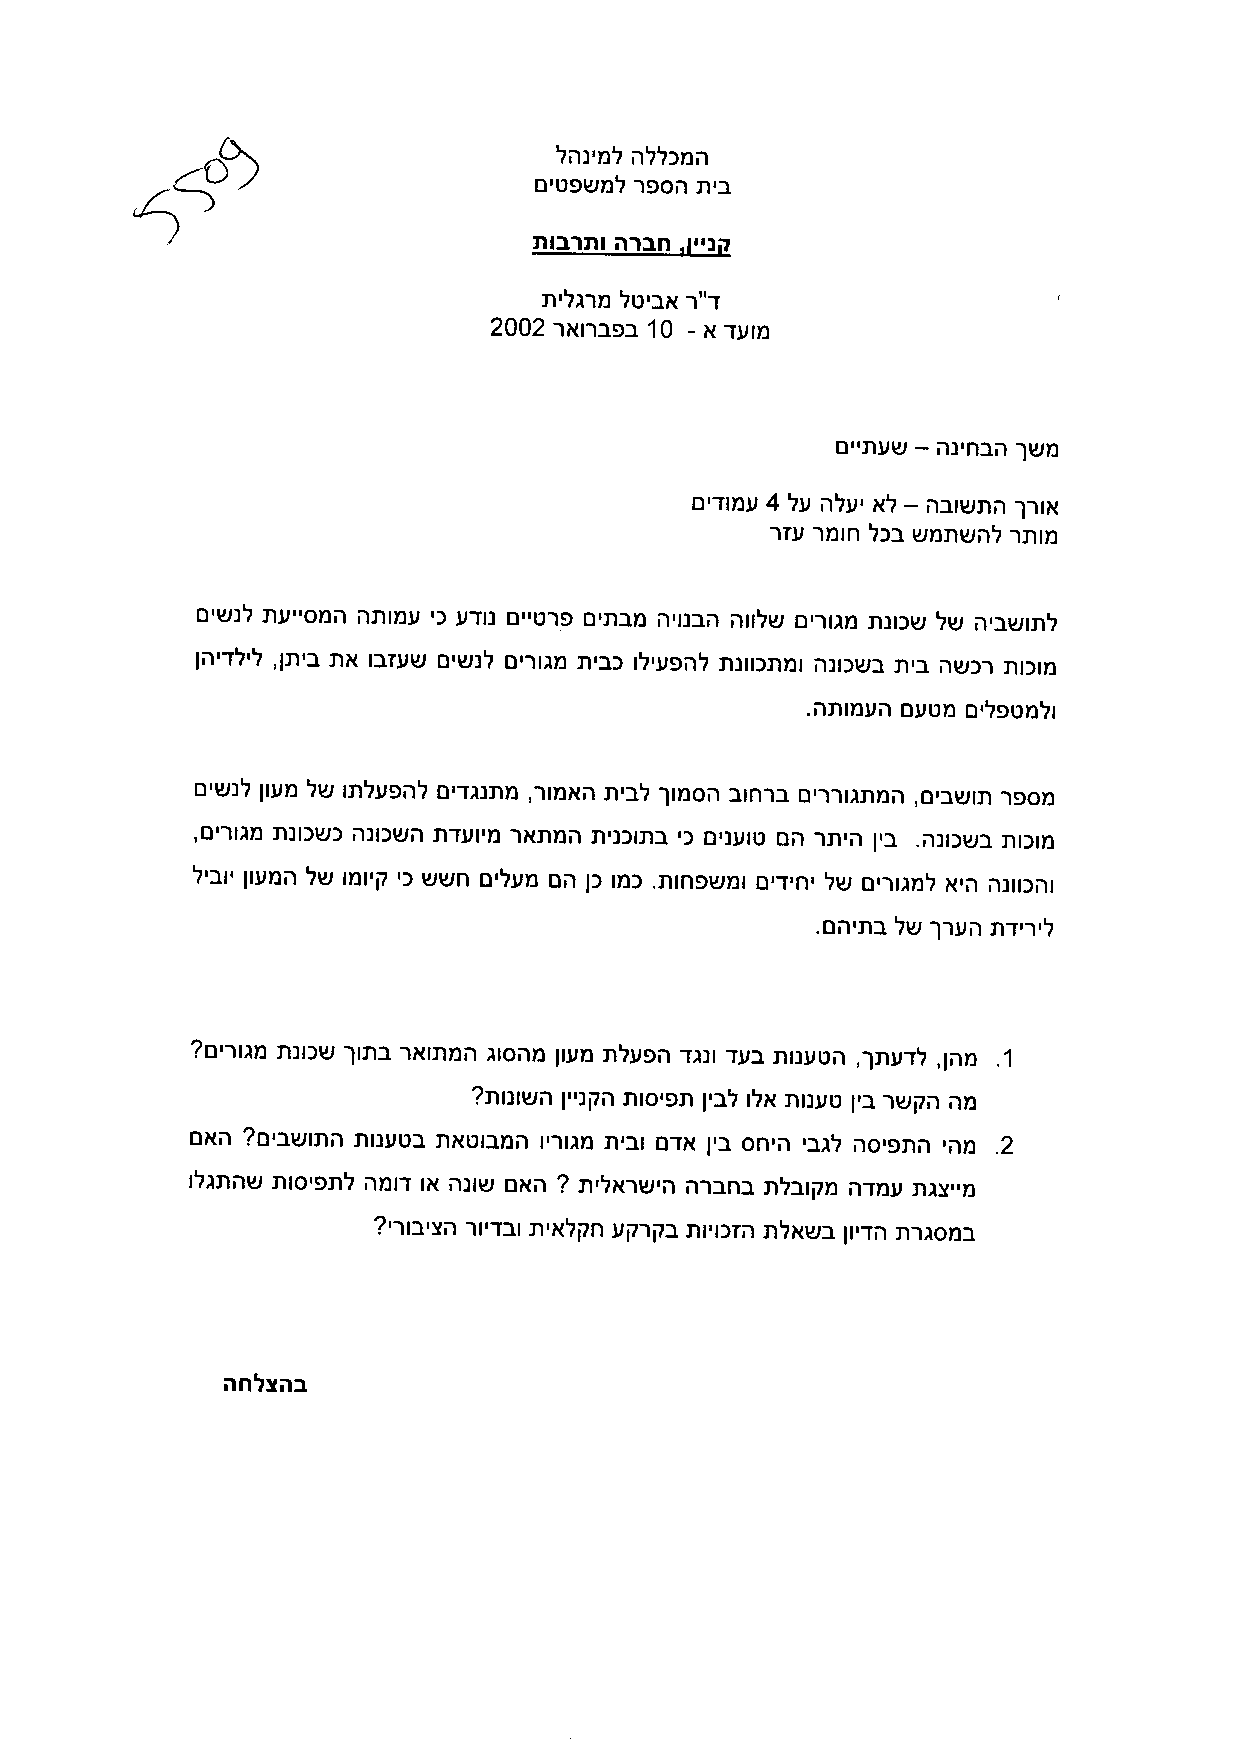 5509
המכללה למינהל
בית הספר למשפטים
קניין, חברה ותרבות
ד"ר אביטל מרגלית
מועד א - 10 בפברואר 2002
משך הבחינה – שעתיים
אורך התשובה – לא יעלה על 4 עמודים
מותר להשתמש בכל חומר עזר
לתושביה של שכונת מגורים שלווה הבנויה מבתים פרטיים נודע כי עמותה המסייעת לנשים
מוכות רכשה בית בשכונה ומתכוונת להפעילו כבית מגורים לנשים שעזבו את ביתן, לילדיהן
ולמטפלים מטעם העמותה.
מספר תושבים, המתגוררים ברחוב הסמוך לבית האמור, מתנגדים להפעלתו של מעון לנשים
מוכות בשכונה. בין היתר הם טוענים כי בתוכנית המתאר מיועדת השכונה כשכונת מגורים,
והכוונה היא למגורים של יחידים ומשפחות. כמו כן הם מעלים חשש כי קיומו של המעון יוביל
לירידת הערך של בתיהם.
1. מהן, לדעתך, הטענות בעד ונגד הפעלת מעון מהסוג המתואר בתוך שכונת מגורים?
מה הקשר בין טענות אלו לבין תפיסות הקניין השונות?
2. מהי התפיסה לגבי היחס בין אדם ובית מגוריו המבוטאת בטענות התושבים? האם
מייצגת עמדה מקובלת בחברה הישראלית ? האם שונה או דומה לתפיסות שהתגלו
במסגרת הדיון בשאלת הזכויות בקרקע חקלאית ובדיור הציבורי?
בהצלחה